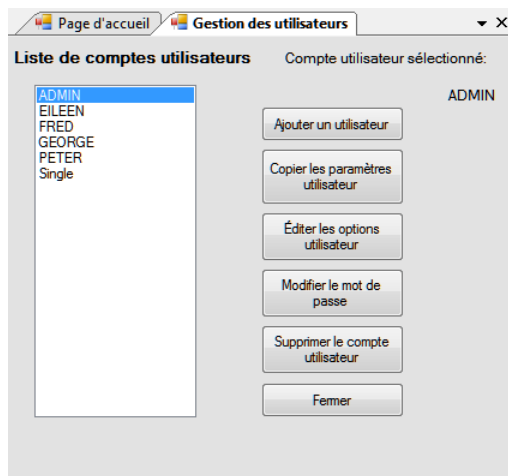 Page d'accueil
Gestion des utilisateurs
Liste de comptes utilisateurs
Compte utilisateur sélectionné:
ADMIN
ADMIN
EILEEN
FRED
GEORGE
PETER
Single
Ajouter un utilisateur
Copier les paramètres
utilisateur
Éditer les options
utilisateur
Modifier le mot de
passe
Supprimer le compte
utilisateur
Fermer